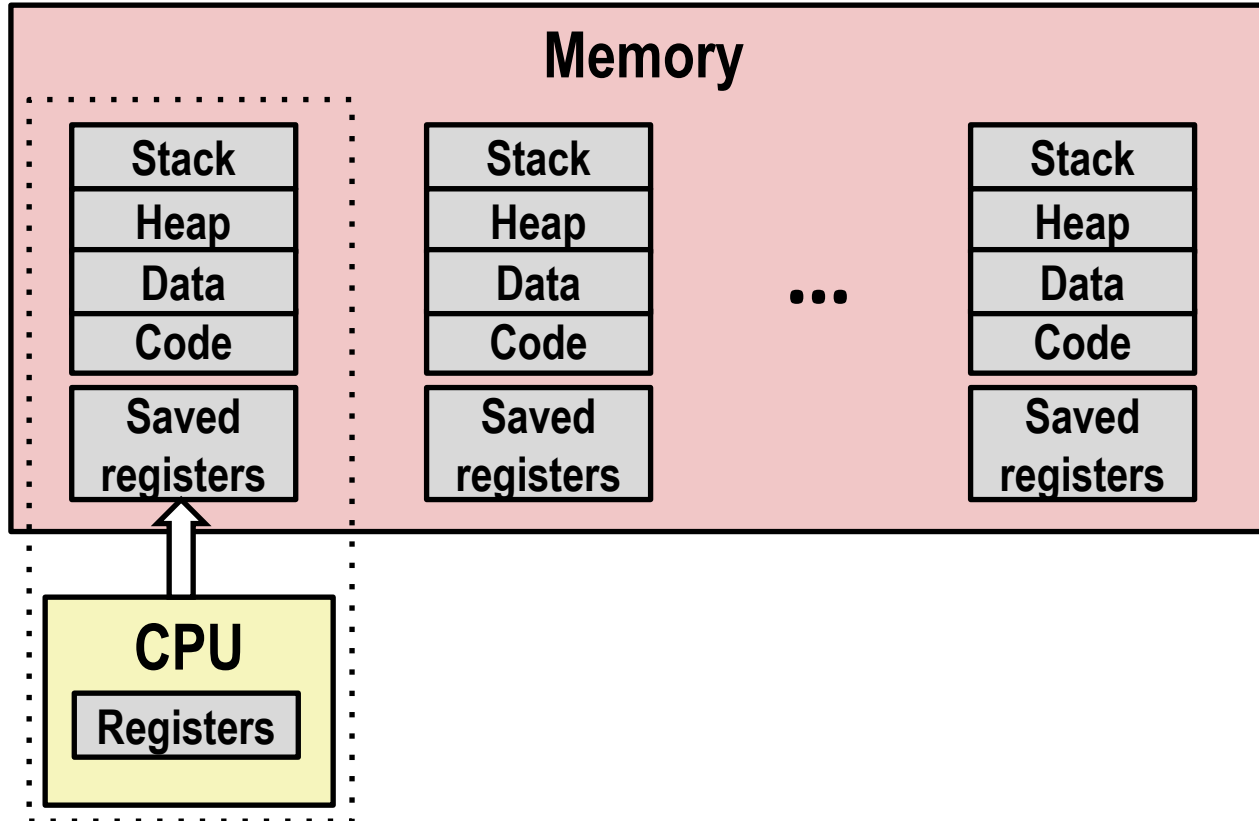 Memory
Stack
Heap
Data
Code
Saved
registers
Stack
Heap
Data
Code
Saved
registers
...
Stack
Heap
Data
Code
Saved
registers
CPU
Registers